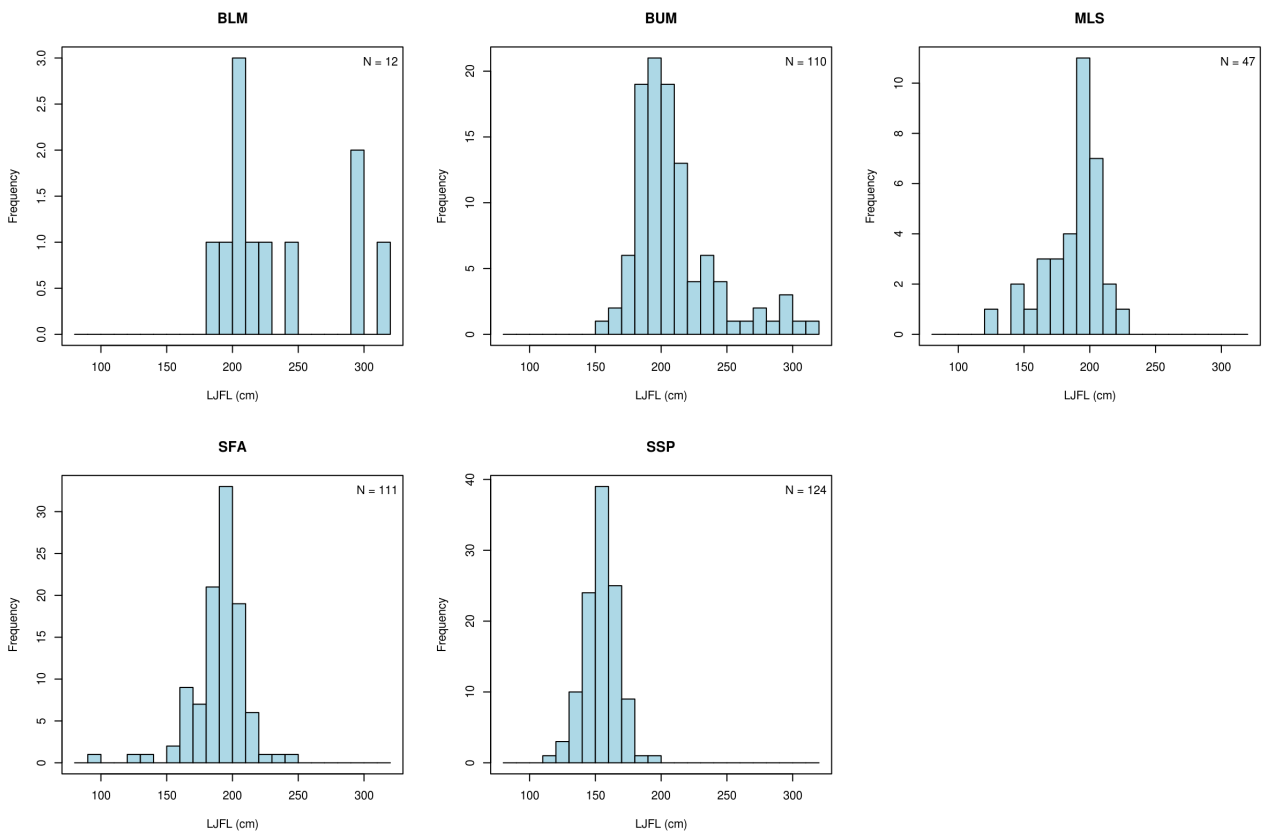 BLM
N = 12
Frequency
0.0
0.5
1.0
1.5
2.0
2.5
3.0
100 150 200 250 300
LJFL (cm)
BUM
N = 110
Frequency
0
5
10
15
20
100 150 200 250 300
LJFL (cm)
MLS
N = 47
Frequency
0
2
4
6
8
10
100 150 200 250 300
LJFL (cm)
SFA
N = 111
Frequency
0
5
10
15
20
25
30
100 150 200 250 300
LJFL (cm)
SSP
N = 124
Frequency
0
10
20
30
40
100 150 200 250 300
LJFL (cm)